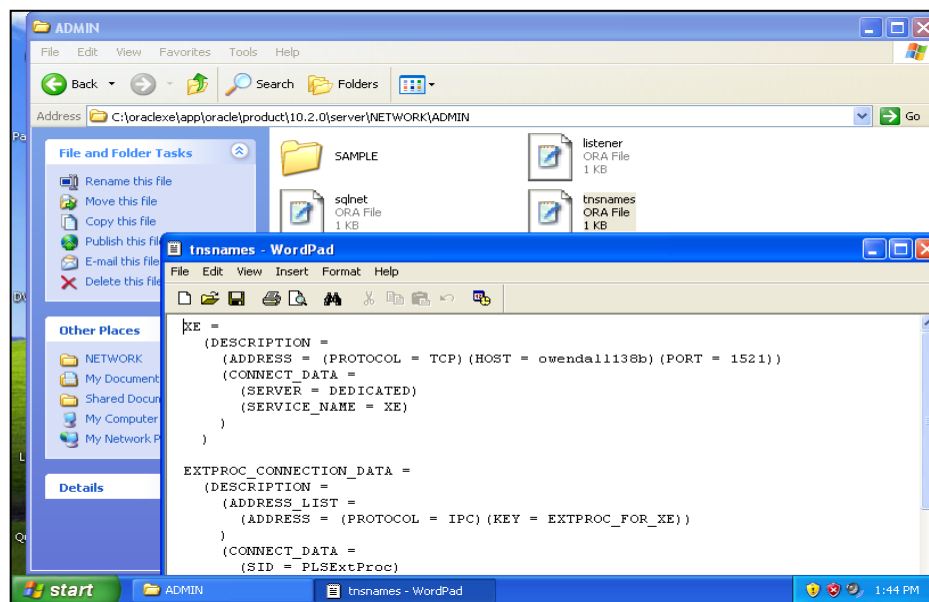 ADMIN
File Edit View Favorites Tools Help
Back Search Folders
Address C:\oraclexe\app\oracle\product\10.2.0\server\NETWORK\ADMIN Go
File and Folder Tasks
Rename this file
Move this file
Copy this file
Publish this fil
E-mail this file
Delete this file
Other Places
NETWORK
My Document
Shared Docun
My Computer
My Network P
Details
SAMPLE
listener
ORA File
1 KB
sqlnet
ORA File
1 KB
tnsnames
ORA File
1 KB
tnsnames - WordPad
File Edit View Insert Format Help
XE =
(DESCRIPTION =
(ADDRESS = (PROTOCOL = TCP)(HOST = owendall138b)(PORT = 1521))
(CONNECT_DATA =
(SERVER = DEDICATED)
(SERVICE_NAME = XE)
)
)
EXTPROC_CONNECTION_DATA =
(DESCRIPTION =
(ADDRESS_LIST =
(ADDRESS = (PROTOCOL = IPC)(KEY = EXTPROC_FOR_XE))
)
(CONNECT_DATA =
(SID = PLSExtProc)
start ADMIN tnsnames - WordPad 1:44 PM